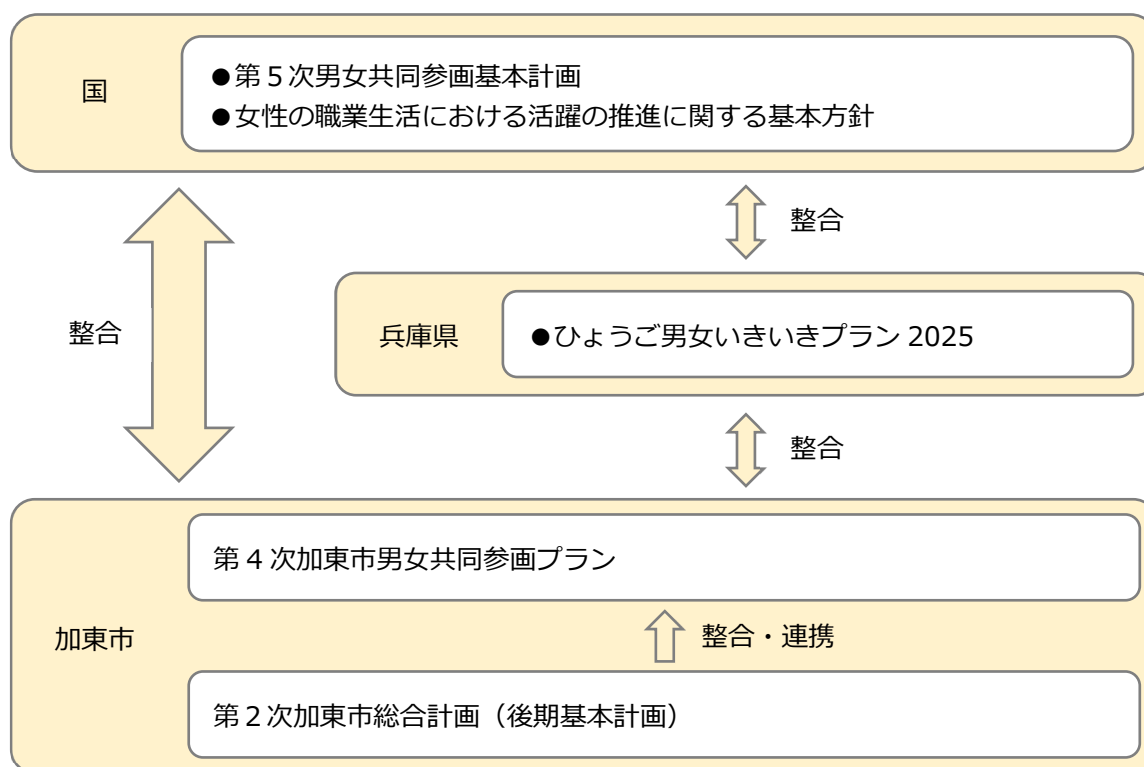 国
●第5次男女共同参画基本計画
●女性の職業生活における活躍の推進に関する基本方針
整合
整合
兵庫県
●ひょうご男女いきいきプラン 2025
整合
加東市
第4次加東市男女共同参画プラン
整合・連携
第2次加東市総合計画（後期基本計画）